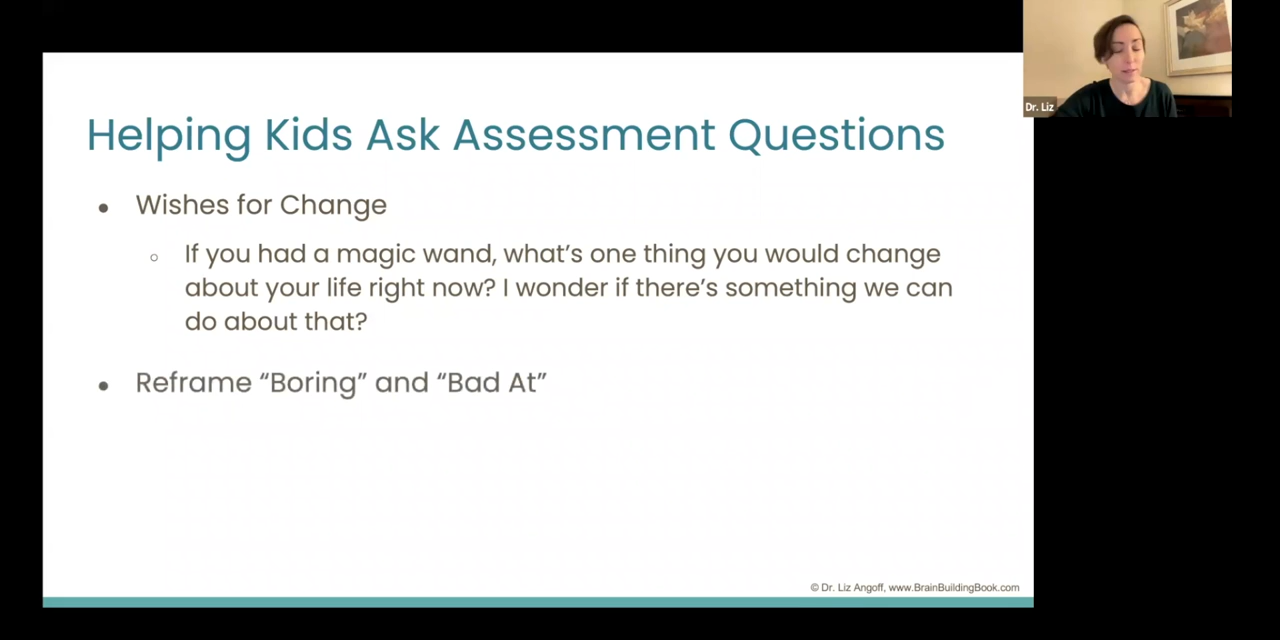 Helping Kids Ask Assessment Questions
● Wishes for Change
○ If you had a magic wand, what’s one thing you would change
about your life right now? I wonder if there’s something we can
do about that?
● Reframe “Boring” and “Bad At”
© Dr. Liz Angoff, www.BrainBuildingBook.com
Dr. Liz